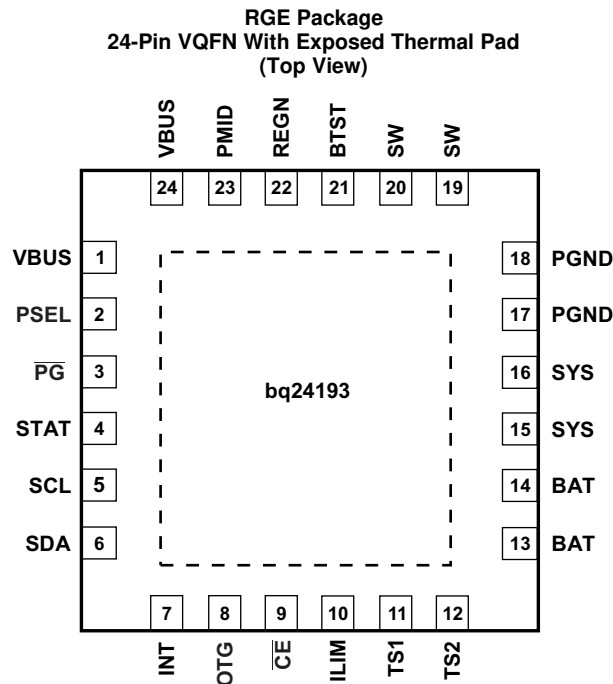 RGE Package
24-Pin VQFN With Exposed Thermal Pad
(Top View)
VBUS
PMID
REGN
BTST
SW
SW
24
23
22
21
20
19
VBUS 1
18 PGND
PSEL 2
17 PGND
P̅G̅ 3
16 SYS
bq24193
STAT 4
15 SYS
SCL 5
14 BAT
SDA 6
13 BAT
7
8
9
10
11
12
INT
OTG
C̅E̅
ILIM
TS1
TS2